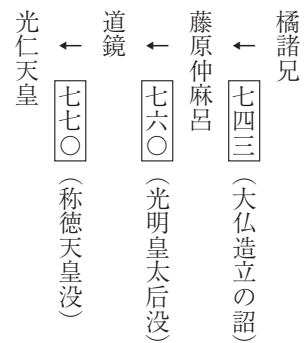 橘諸兄
← 七四三 (大仏造立の詔)
藤原仲麻呂
← 七六〇 (光明皇太后没)
道鏡
← 七七〇 (称徳天皇没)
光仁天皇